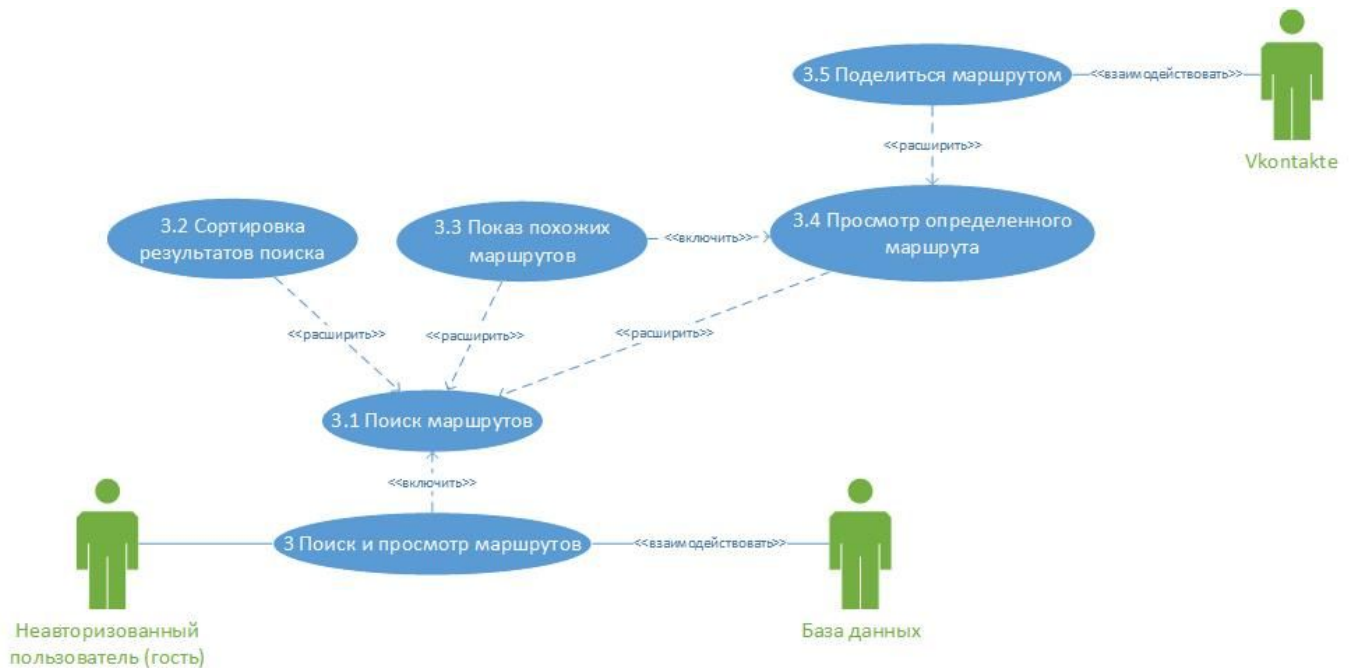 3.5 Поделиться маршрутом
<<взаимодействовать>>
Vkontakte
<<расширить>>
3.2 Сортировка
результатов поиска
3.3 Показ похожих
маршрутов
<<включить>>
3.4 Просмотр определенного
маршрута
<<расширить>>
<<расширить>>
<<расширить>>
3.1 Поиск маршрутов
<<включить>>
3 Поиск и просмотр маршрутов
<<взаимодействовать>>
Неавторизованный
пользователь (гость)
База данных